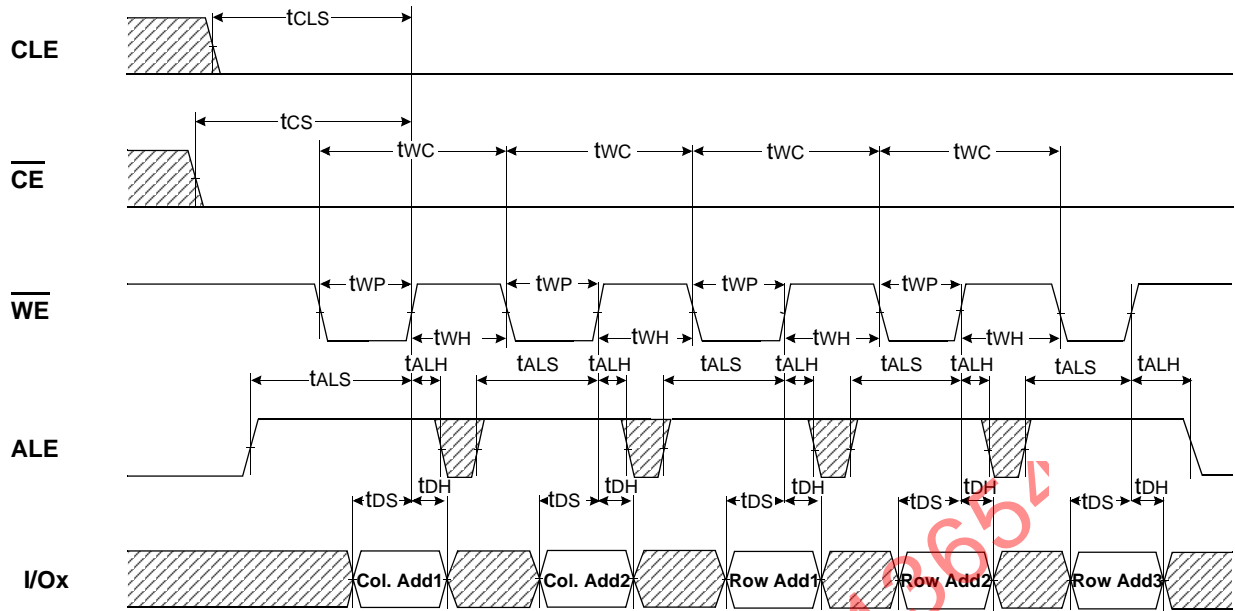 tCLS
CLE
tCS
tWC tWC tWC tWC
CE
tWP tWP tWP tWP
WE
tWH tWH tWH tWH
tALS tALH tALS tALH tALS tALH tALS tALH tALS tALH
ALE
tDS tDH tDS tDH tDS tDH tDS tDH tDS tDH
I/Ox Col. Add1 Col. Add2 Row Add1 Row Add2 Row Add3
3654